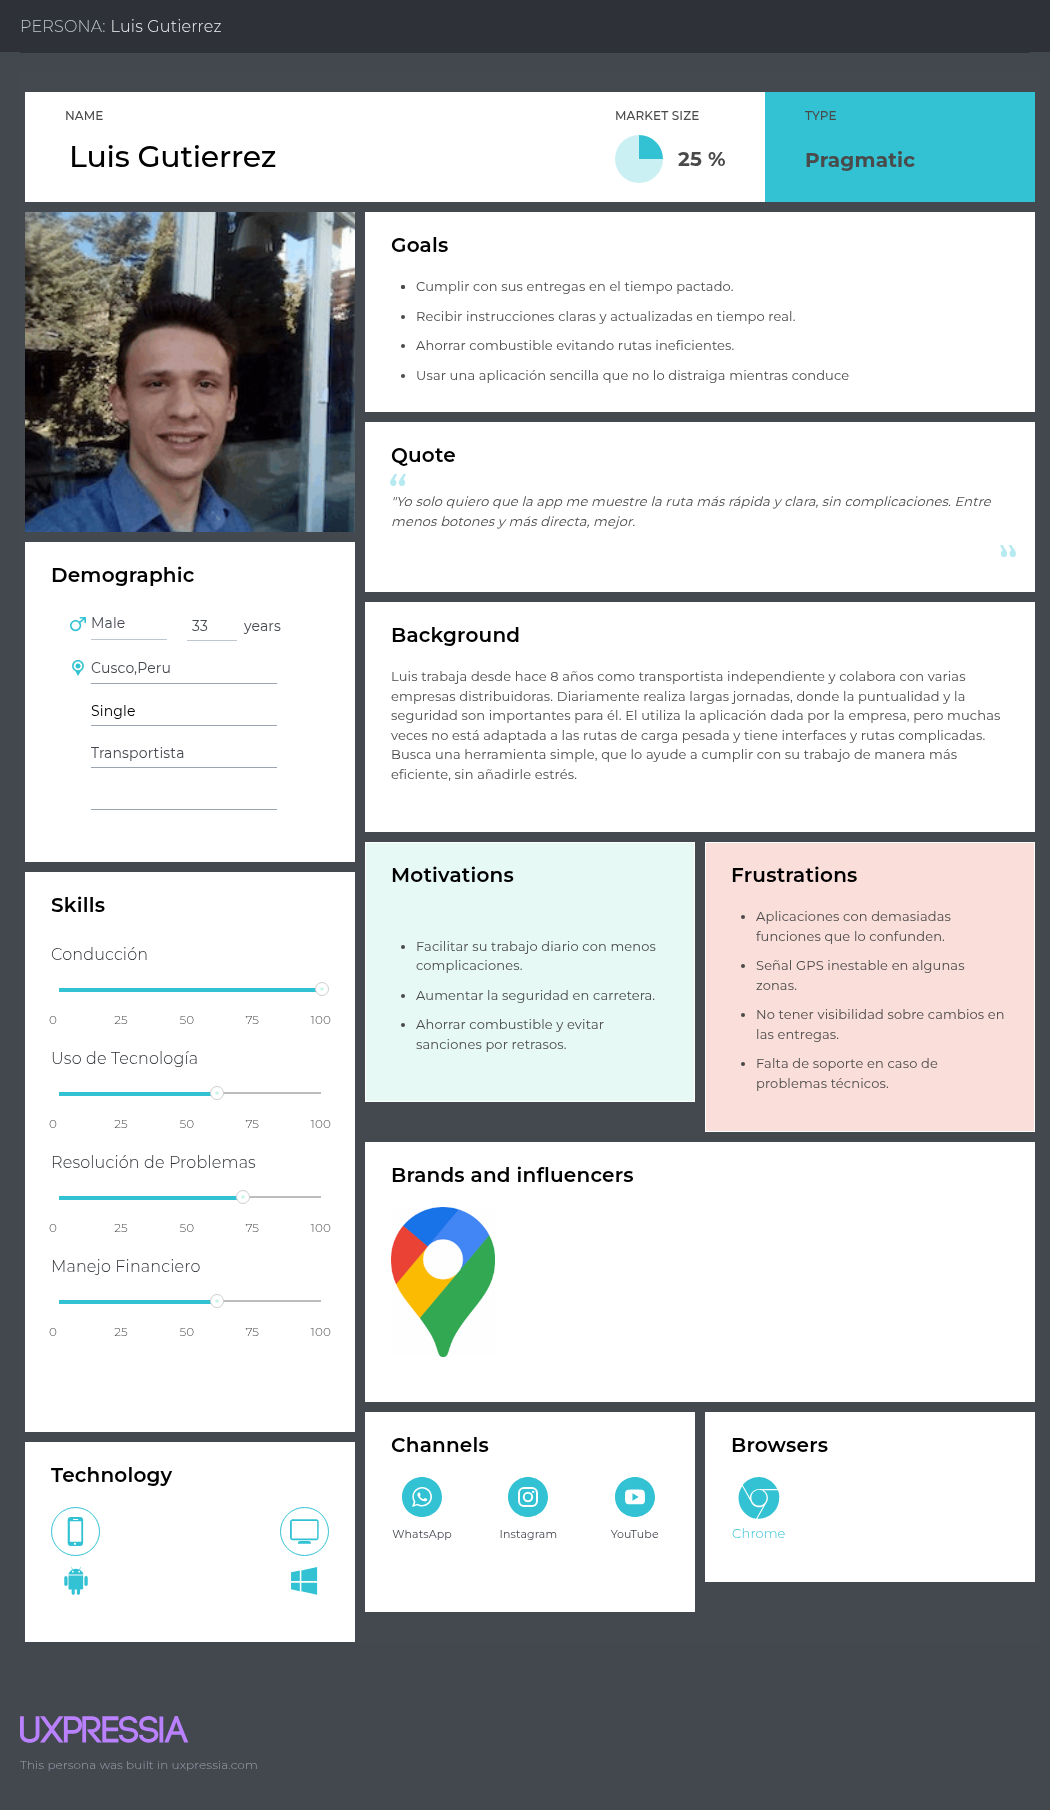 PERSONA: Luis Gutierrez
NAME
Luis Gutierrez
MARKET SIZE
25 %
TYPE
Pragmatic
Goals
Cumplir con sus entregas en el tiempo pactado.
Recibir instrucciones claras y actualizadas en tiempo real.
Ahorrar combustible evitando rutas ineficientes.
Usar una aplicación sencilla que no lo distraiga mientras conduce
Quote
"Yo solo quiero que la app me muestre la ruta más rápida y clara, sin complicaciones. Entre
menos botones y más directa, mejor.
Demographic
Male
33 years
Cusco,Peru
Single
Transportista
Background
Luis trabaja desde hace 8 años como transportista independiente y colabora con varias
empresas distribuidoras. Diariamente realiza largas jornadas, donde la puntualidad y la
seguridad son importantes para él. El utiliza la aplicación dada por la empresa, pero muchas
veces no está adaptada a las rutas de carga pesada y tiene interfaces y rutas complicadas.
Busca una herramienta simple, que lo ayude a cumplir con su trabajo de manera más
eficiente, sin añadirle estrés.
Skills
Conducción
0 25 50 75 100
Uso de Tecnología
0 25 50 75 100
Resolución de Problemas
0 25 50 75 100
Manejo Financiero
0 25 50 75 100
Motivations
Facilitar su trabajo diario con menos
complicaciones.
Aumentar la seguridad en carretera.
Ahorrar combustible y evitar
sanciones por retrasos.
Frustrations
Aplicaciones con demasiadas
funciones que lo confunden.
Señal GPS inestable en algunas
zonas.
No tener visibilidad sobre cambios en
las entregas.
Falta de soporte en caso de
problemas técnicos.
Brands and influencers
Technology
Channels
WhatsApp
Instagram
YouTube
Browsers
Chrome
UXPRESSIA
This persona was built in uxpressia.com